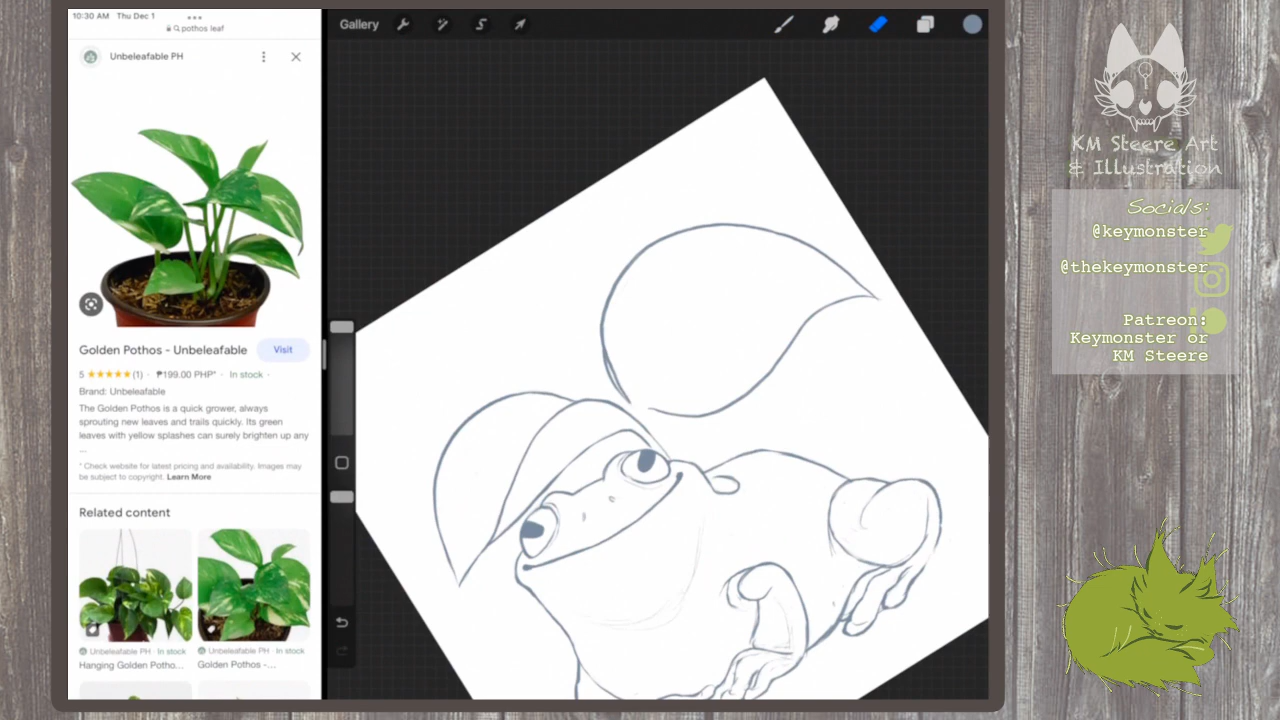 10:30 AM Thu Dec 1
pothos leaf
Unbeleafable PH
Golden Pothos - Unbeleafable
Visit
5 ★★★★★ (1) · ₱199.00 PHP* · In stock ·
Brand: Unbeleafable
The Golden Pothos is a quick grower, always
sprouting new leaves and trails quickly. Its green
leaves with yellow splashes can surely brighten up any
...
* Check website for latest pricing and availability. Images may
be subject to copyright. Learn More
Related content
Unbeleafable PH · In stock
Hanging Golden Potho...
Unbeleafable PH · In stock
Golden Pothos -...
Gallery
KM Steere Art
& Illustration
Socials:
@keymonster
@thekeymonster
Patreon:
Keymonster or
KM Steere